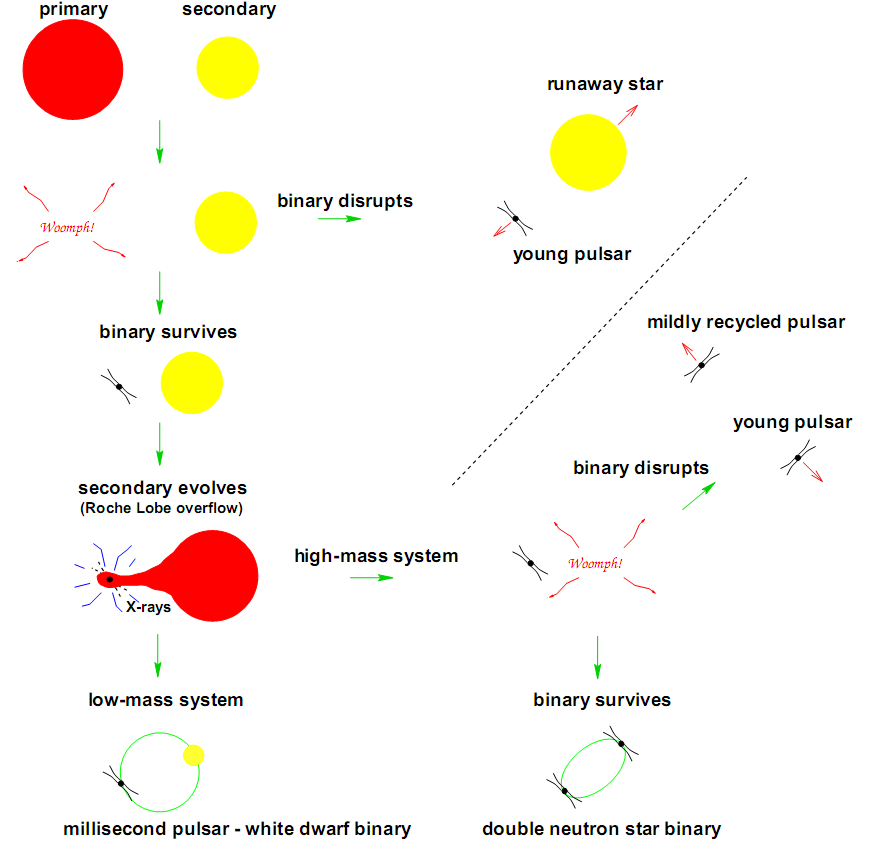 primary
secondary
runaway star
Woomph!
binary disrupts
young pulsar
binary survives
mildly recycled pulsar
young pulsar
secondary evolves
(Roche Lobe overflow)
binary disrupts
high-mass system
Woomph!
X-rays
low-mass system
binary survives
millisecond pulsar - white dwarf binary
double neutron star binary